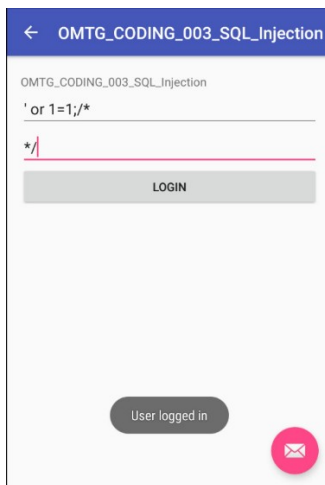 OMTG_CODING_003_SQL_Injection
OMTG_CODING_003_SQL_Injection
' or 1=1;/*
*/
LOGIN
User logged in